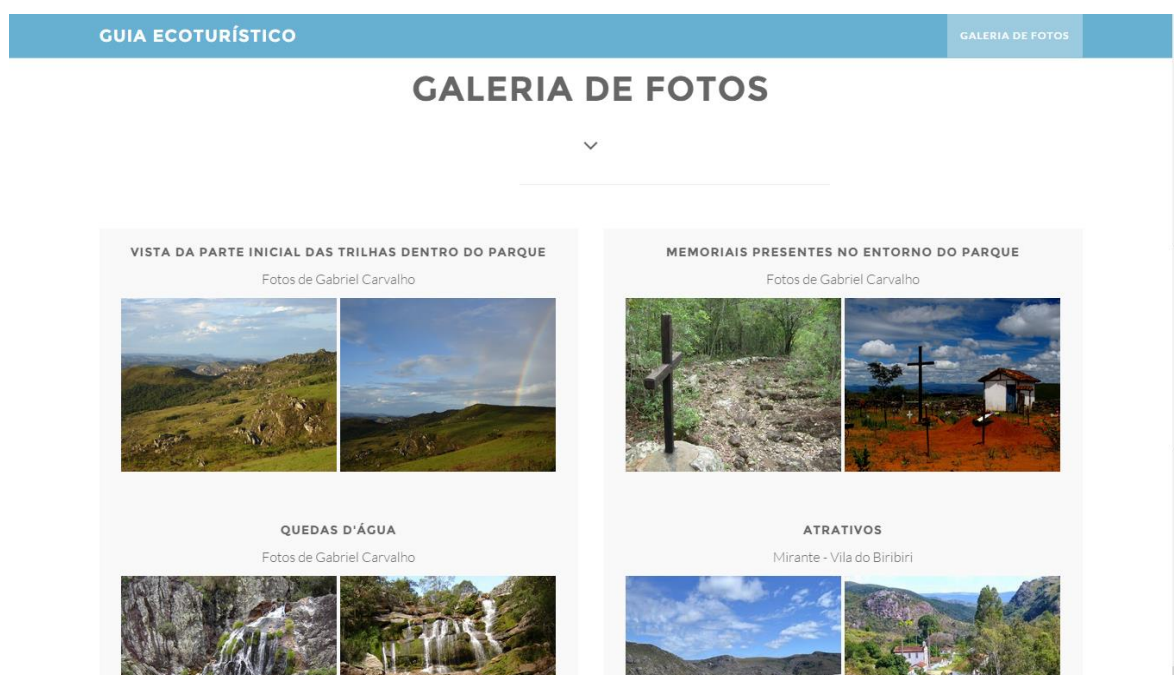 GUIA ECOTURÍSTICO
GALERIA DE FOTOS
GALERIA DE FOTOS
VISTA DA PARTE INICIAL DAS TRILHAS DENTRO DO PARQUE
Fotos de Gabriel Carvalho
MEMORIAIS PRESENTES NO ENTORNO DO PARQUE
Fotos de Gabriel Carvalho
QUEDAS D'ÁGUA
Fotos de Gabriel Carvalho
ATRATIVOS
Mirante - Vila do Biribiri